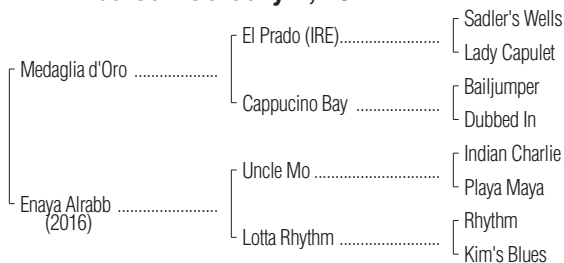 Sadler's Wells
El Prado (IRE)
Lady Capulet
Medaglia d'Oro
Bailjumper
Cappucino Bay
Dubbed In
Indian Charlie
Uncle Mo
Playa Maya
Enaya Alrabb
(2016)
Rhythm
Lotta Rhythm
Kim's Blues